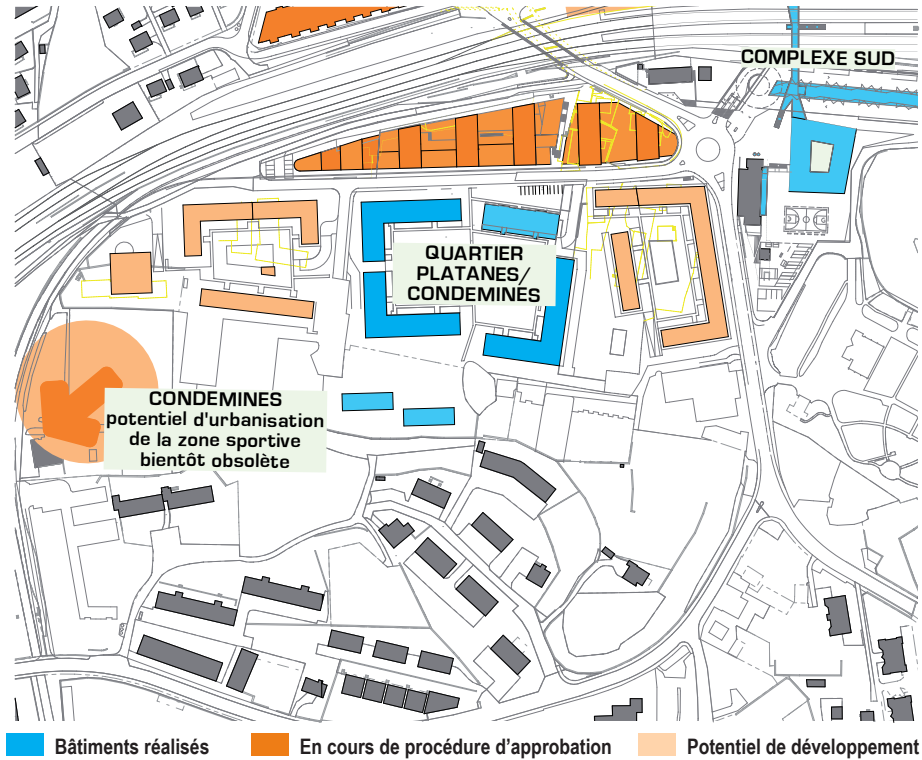 COMPLEXE SUD
QUARTIER
PLATANES/
CONDEMINES
CONDEMINES
potentiel d'urbanisation
de la zone sportive
bientôt obsolète
Bâtiments réalisés
En cours de procédure d’approbation
Potentiel de développement